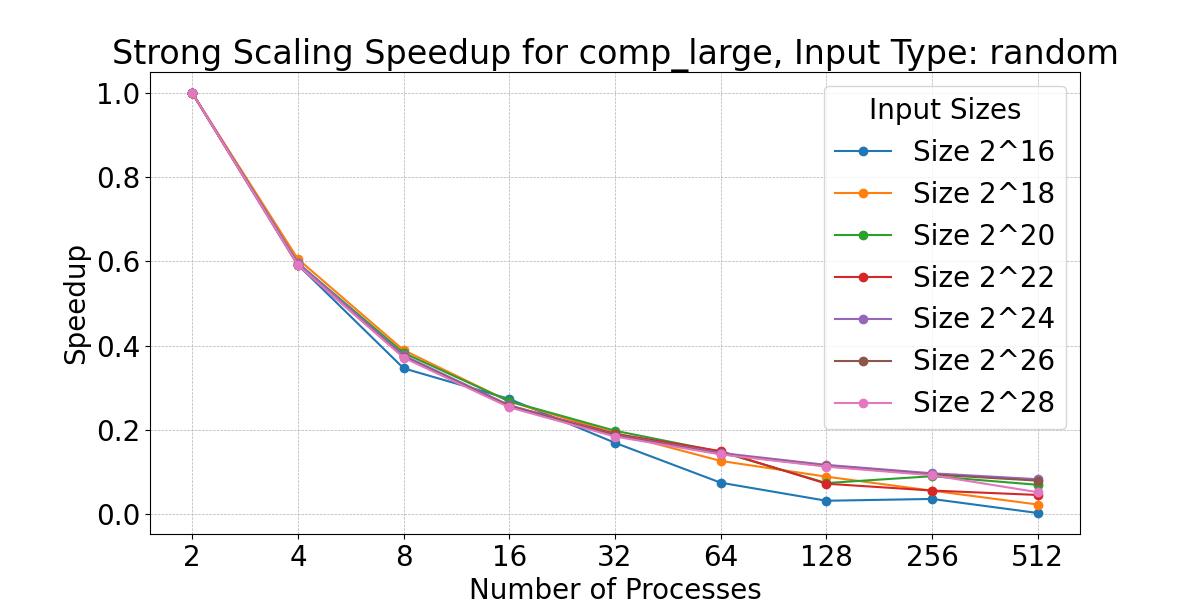 Strong Scaling Speedup for comp_large, Input Type: random
Speedup
1.0
0.8
0.6
0.4
0.2
0.0
Input Sizes
Size 2^16
Size 2^18
Size 2^20
Size 2^22
Size 2^24
Size 2^26
Size 2^28
2 4 8 16 32 64 128 256 512
Number of Processes